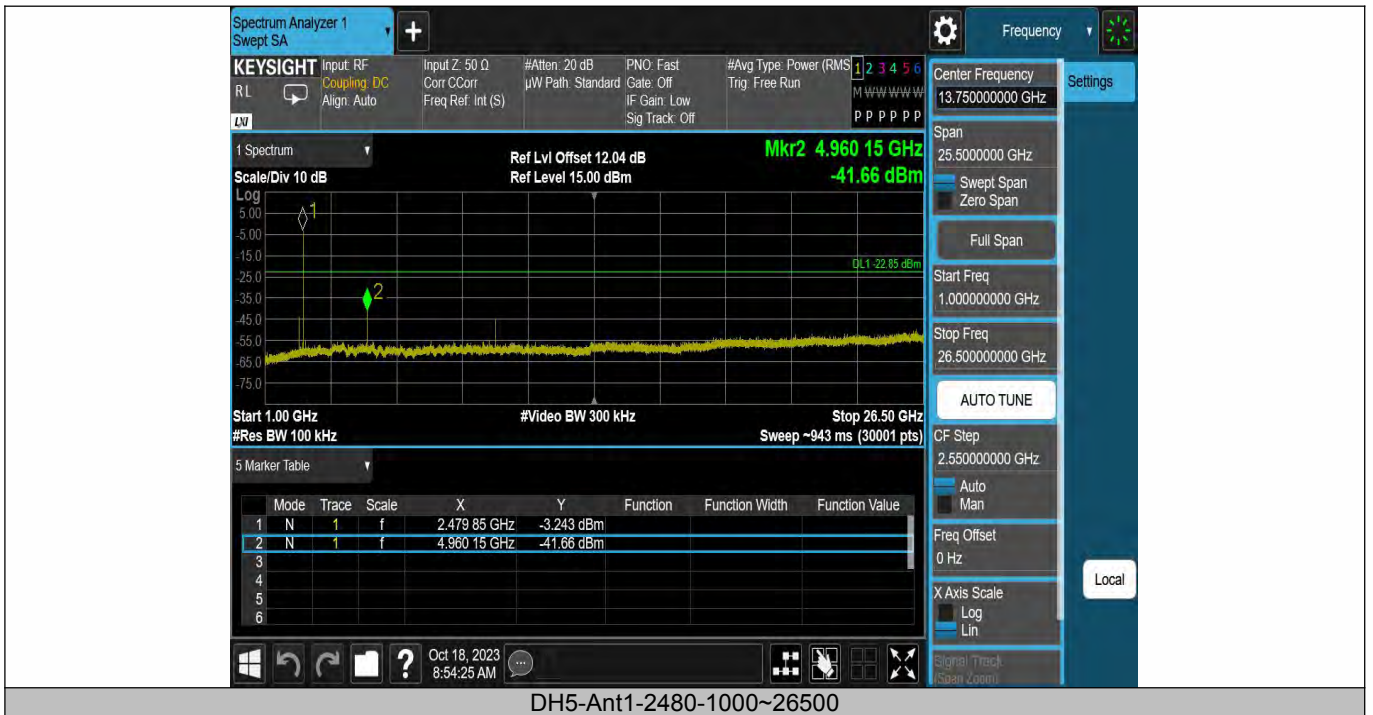 Spectrum Analyzer 1
Swept SA
+
Frequency
KEYSIGHT
RL
LXI
Input: RF
Coupling: DC
Align: Auto
Input Z: 50 Ω
Corr CCorr
Freq Ref: Int (S)
#Atten: 20 dB
µW Path: Standard
PNO: Fast
Gate: Off
IF Gain: Low
Sig Track: Off
#Avg Type: Power (RMS
Trig: Free Run
1 2 3 4 5 6
M W W W W W
P P P P P P
1 Spectrum
Scale/Div 10 dB
Ref Lvl Offset 12.04 dB
Ref Level 15.00 dBm
Mkr2 4.960 15 GHz
-41.66 dBm
Log
5.00
-5.00
-15.0
-25.0
-35.0
-45.0
-55.0
-65.0
-75.0
1
2
DL1 -22.85 dBm
Start 1.00 GHz
#Video BW 300 kHz
Stop 26.50 GHz
#Res BW 100 kHz
Sweep ~943 ms (30001 pts)
5 Marker Table
Mode Trace Scale X Y Function Function Width Function Value
1 N 1 f 2.479 85 GHz -3.243 dBm
2 N 1 f 4.960 15 GHz -41.66 dBm
3
4
5
6
? Oct 18, 2023
8:54:25 AM
Center Frequency
13.750000000 GHz
Settings
Span
25.5000000 GHz
Swept Span
Zero Span
Full Span
Start Freq
1.000000000 GHz
Stop Freq
26.500000000 GHz
AUTO TUNE
CF Step
2.550000000 GHz
Auto
Man
Freq Offset
0 Hz
X Axis Scale
Log
Lin
Local
Signal Track
(Span Zoom)
DH5-Ant1-2480-1000~26500